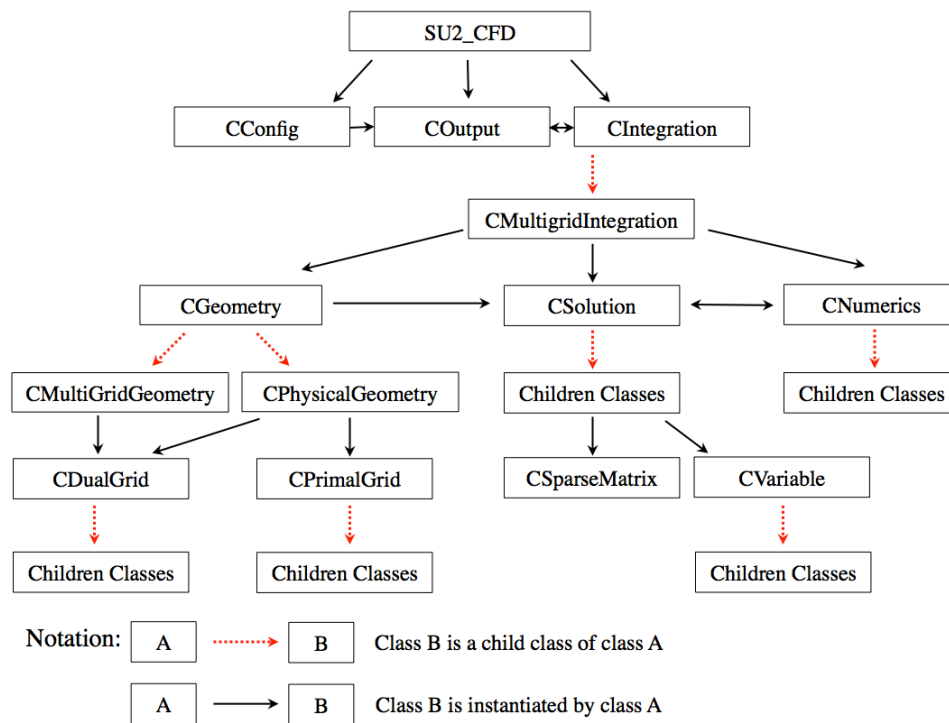 SU2_CFD
CConfig
COutput
CIntegration
CMultigridIntegration
CGeometry
CSolution
CNumerics
CMultiGridGeometry
CPhysicalGeometry
Children Classes
Children Classes
CDualGrid
CPrimalGrid
CSparseMatrix
CVariable
Children Classes
Children Classes
Children Classes
Notation:
A
B
Class B is a child class of class A
A
B
Class B is instantiated by class A